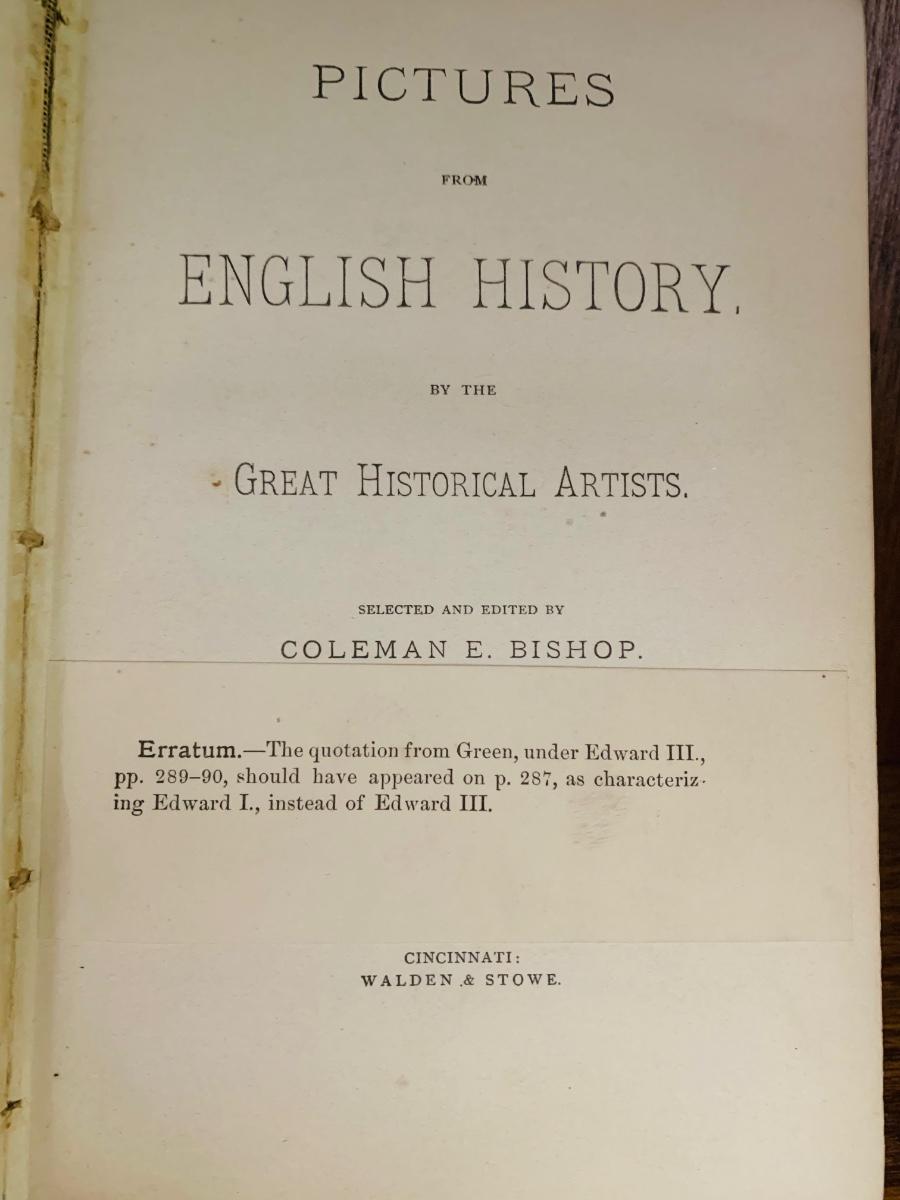 PICTURES
FROM
ENGLISH HISTORY,
BY THE
GREAT HISTORICAL ARTISTS.
SELECTED AND EDITED BY
COLEMAN E. BISHOP.
Erratum.—The quotation from Green, under Edward III.,
pp. 289–90, should have appeared on p. 287, as characteriz-
ing Edward I., instead of Edward III.
CINCINNATI:
WALDEN & STOWE.